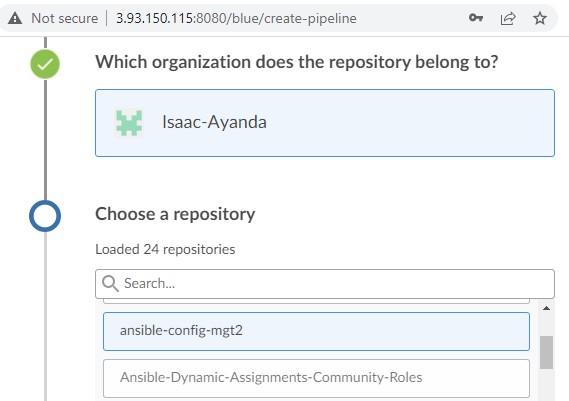 Not secure | 3.93.150.115:8080/blue/create-pipeline
Which organization does the repository belong to?
Isaac-Ayanda
Choose a repository
Loaded 24 repositories
Search...
ansible-config-mgt2
Ansible-Dynamic-Assignments-Community-Roles